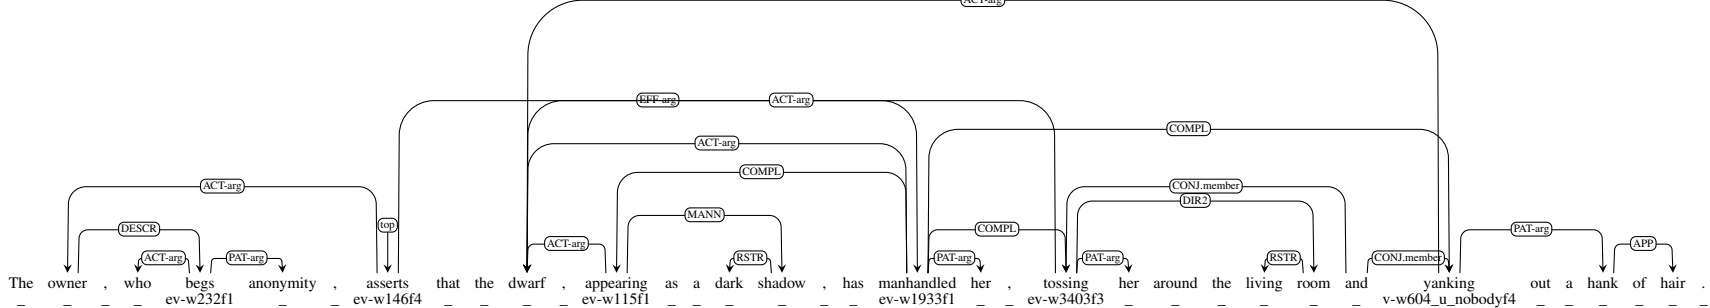 ACT-arg
EFF-arg ACT-arg
COMPL
ACT-arg
COMPL
ACT-arg CONJ.member
DIR2
MANN
top
DESCR COMPL PAT-arg
ACT-arg APP
ACT-arg PAT-arg RSTR PAT-arg PAT-arg RSTR CONJ.member
The owner , who begs anonymity , asserts that the dwarf , appearing as a dark shadow , has manhandled her , tossing her around the living room and yanking out a hank of hair .
_ _ _ _ ev-w232f1 _ _ ev-w146f4 _ _ _ _ ev-w115f1 _ _ _ _ _ _ ev-w1933f1 _ _ ev-w3403f3 _ _ _ _ _ _ v-w604_u_nobodyf4 _ _ _ _ _ _